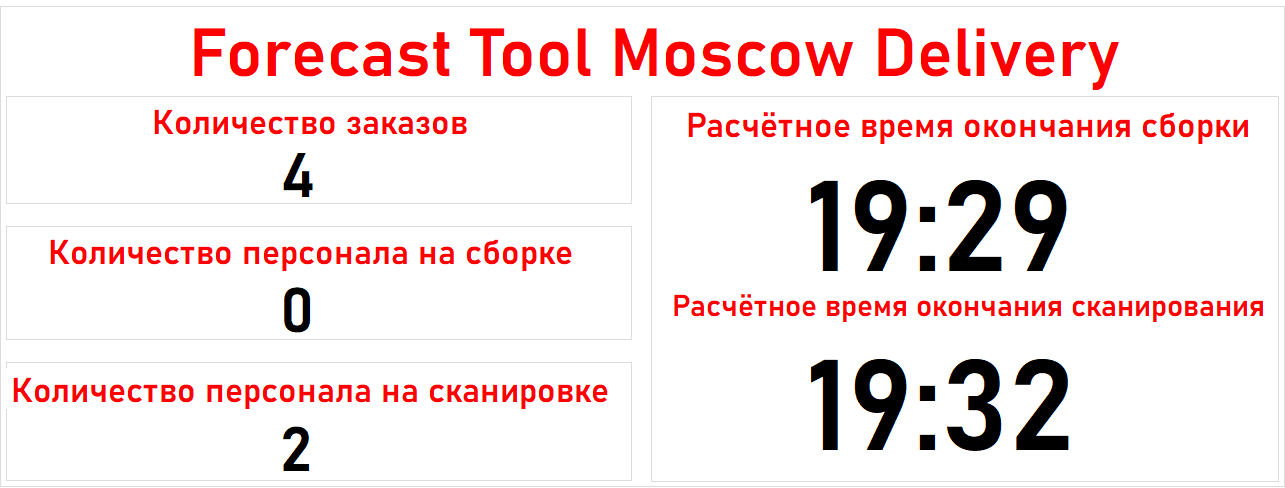 Forecast Tool Moscow Delivery
Количество заказов
4
Количество персонала на сборке
0
Количество персонала на сканировке
2
Расчётное время окончания сборки
19:29
Расчётное время окончания сканирования
19:32